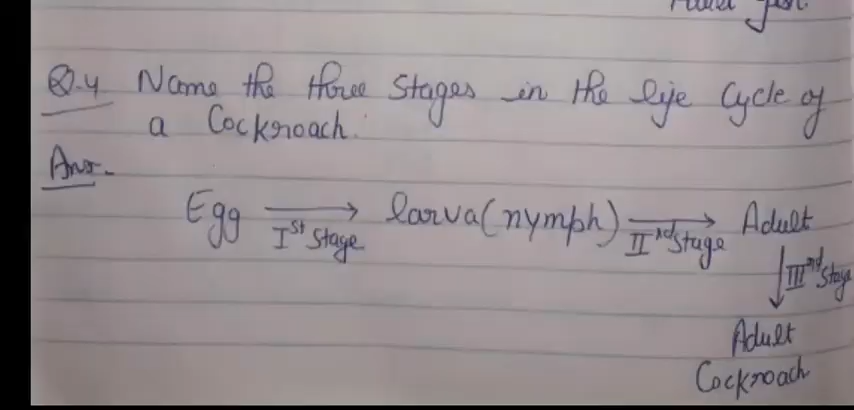 Q.4 Name the three Stages in the life Cycle of
a Cockroach.
Ans.
Egg → larva (nymph) → Adult
Ist Stage IInd Stage
IIIrd Stage
Adult
Cockroach